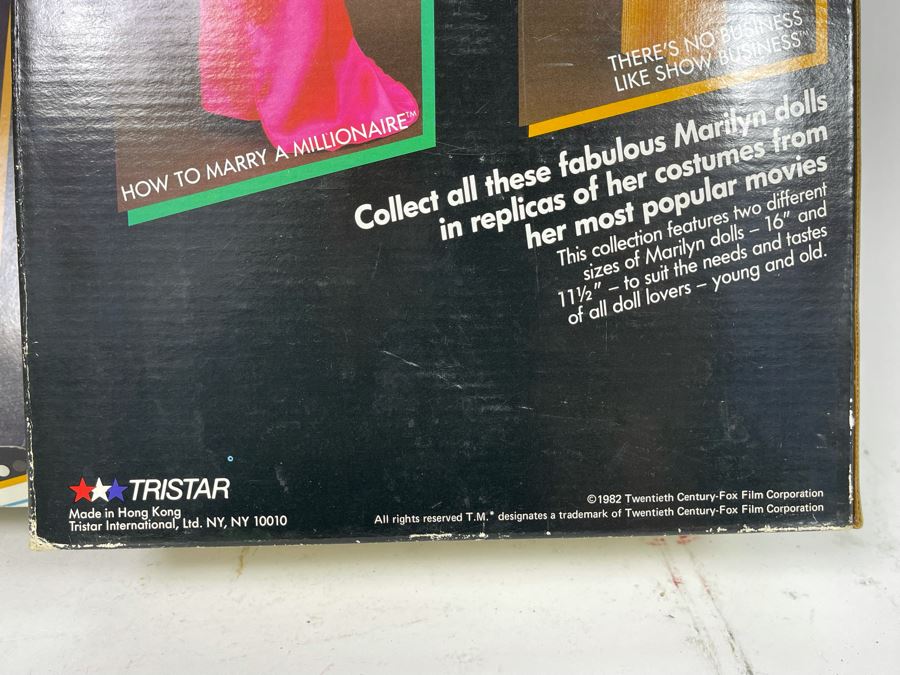 THERE'S NO BUSINESS
LIKE SHOW BUSINESS™
HOW TO MARRY A MILLIONAIRE™
Collect all these fabulous Marilyn dolls
in replicas of her costumes from
her most popular movies
This collection features two different
sizes of Marilyn dolls – 16" and
11½" – to suit the needs and tastes
of all doll lovers – young and old.
TRISTAR
Made in Hong Kong
Tristar International, Ltd. NY, NY 10010
©1982 Twentieth Century-Fox Film Corporation
All rights reserved T.M.* designates a trademark of Twentieth Century-Fox Film Corporation